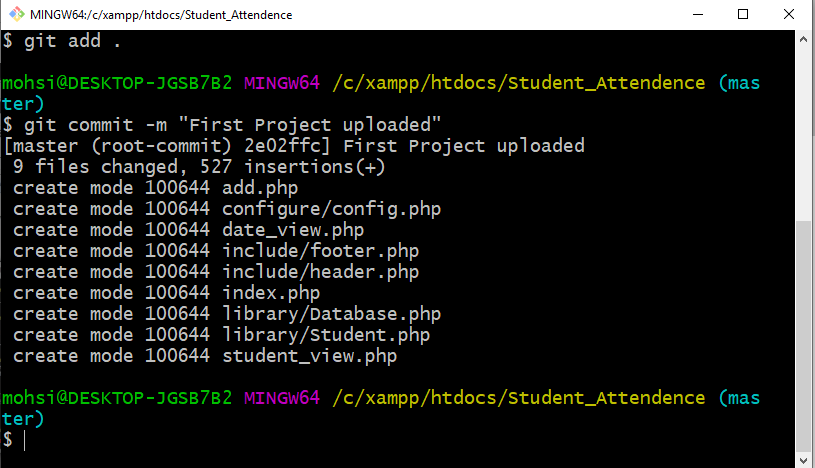 MINGW64:/c/xampp/htdocs/Student_Attendence
$ git add .
mohsi@DESKTOP-JGSB7B2 MINGW64 /c/xampp/htdocs/Student_Attendence (mas
ter)
$ git commit -m "First Project uploaded"
[master (root-commit) 2e02ffc] First Project uploaded
 9 files changed, 527 insertions(+)
 create mode 100644 add.php
 create mode 100644 configure/config.php
 create mode 100644 date_view.php
 create mode 100644 include/footer.php
 create mode 100644 include/header.php
 create mode 100644 index.php
 create mode 100644 library/Database.php
 create mode 100644 library/Student.php
 create mode 100644 student_view.php
mohsi@DESKTOP-JGSB7B2 MINGW64 /c/xampp/htdocs/Student_Attendence (mas
ter)
$